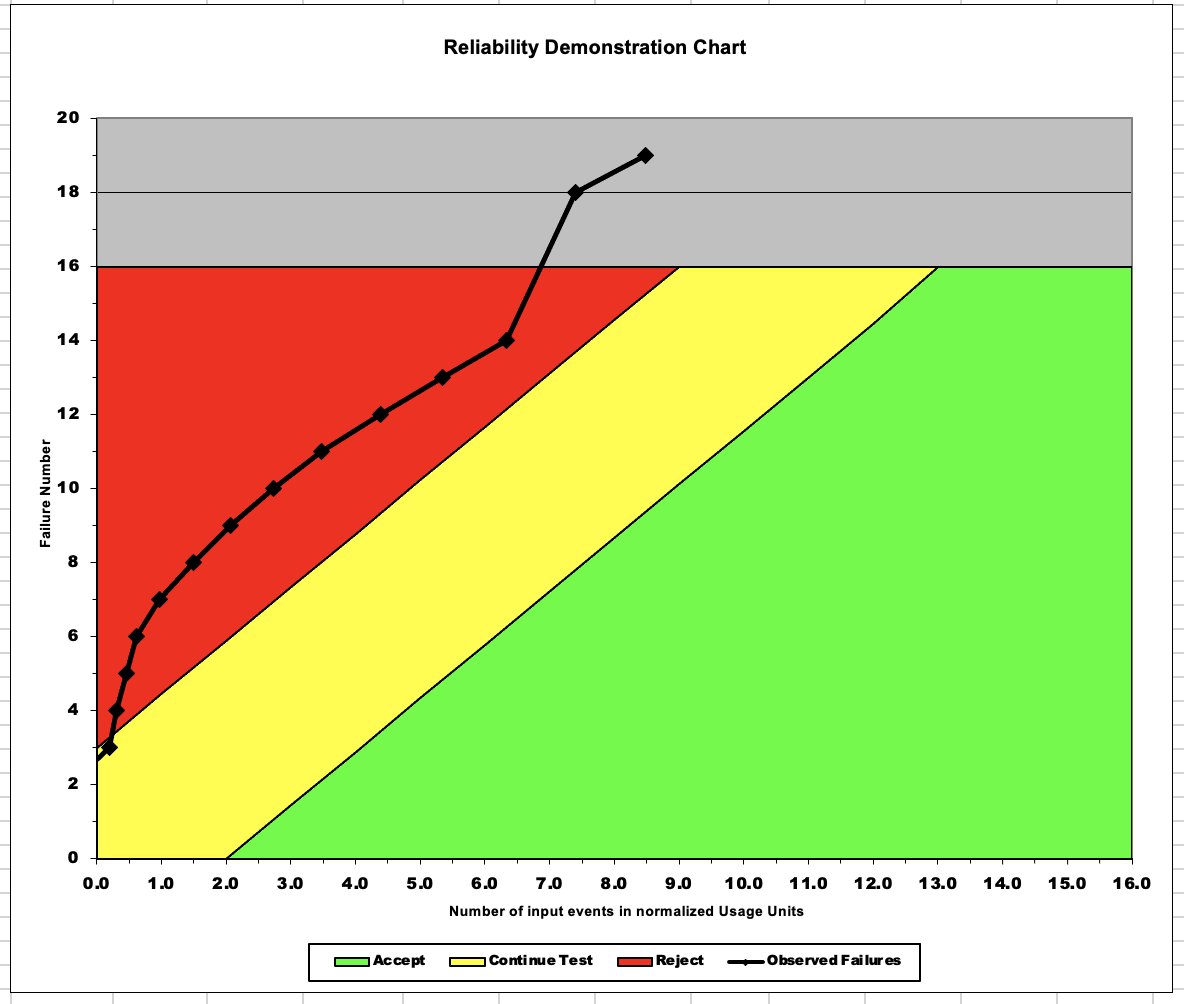 Reliability Demonstration Chart
20
18
16
14
12
10
8
6
4
2
0
Failure Number
0.0 1.0 2.0 3.0 4.0 5.0 6.0 7.0 8.0 9.0 10.0 11.0 12.0 13.0 14.0 15.0 16.0
Number of input events in normalized Usage Units
Accept Continue Test Reject Observed Failures